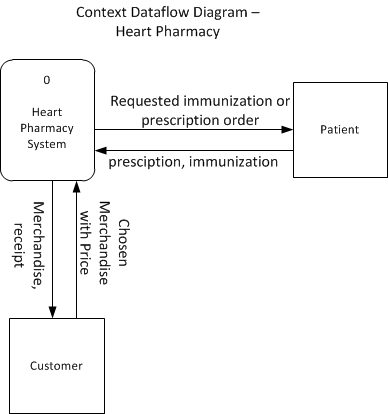 Context Dataflow Diagram –
Heart Pharmacy
0
Heart
Pharmacy
System
Requested immunization or
prescription order
Patient
presciption, immunization
Merchandise,
receipt
Chosen
Merchandise
with Price
Customer